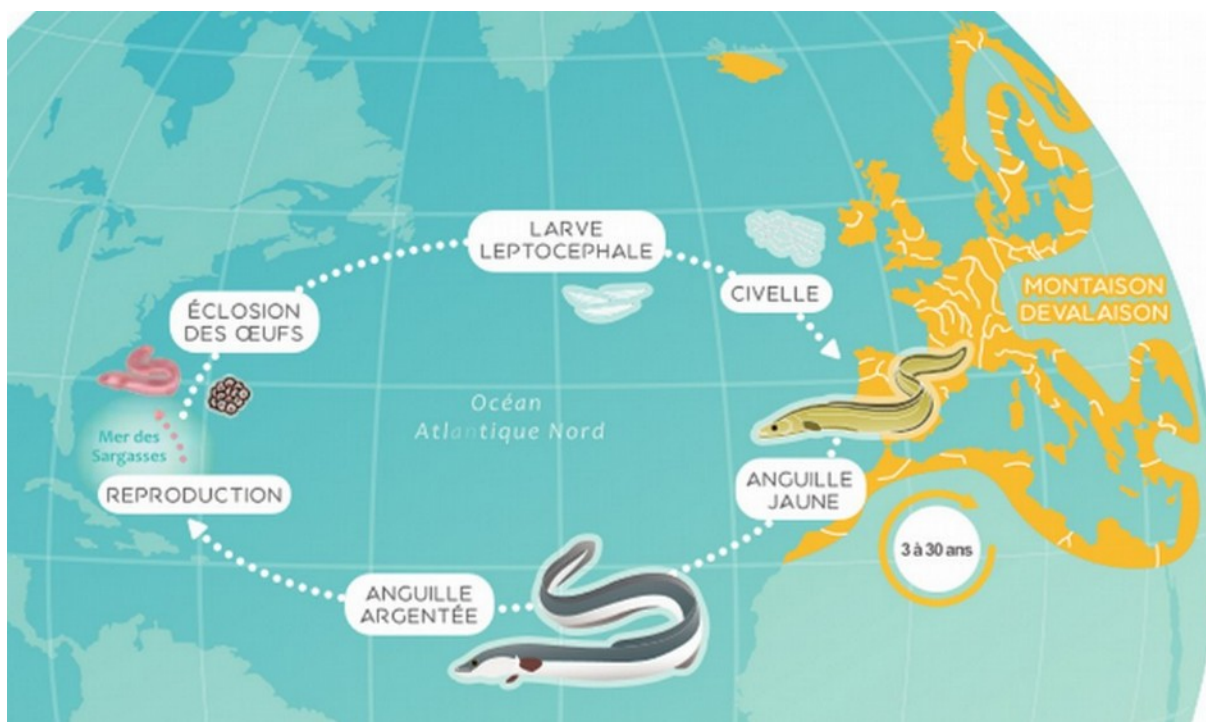 LARVE
LEPTOCEPHALE
CIVELLE
MONTAISON
DEVALAISON
ÉCLOSION
DES ŒUFS
Océan
Atlantique Nord
Mer des
Sargasses
REPRODUCTION
ANGUILLE
JAUNE
3 à 30 ans
ANGUILLE
ARGENTÉE